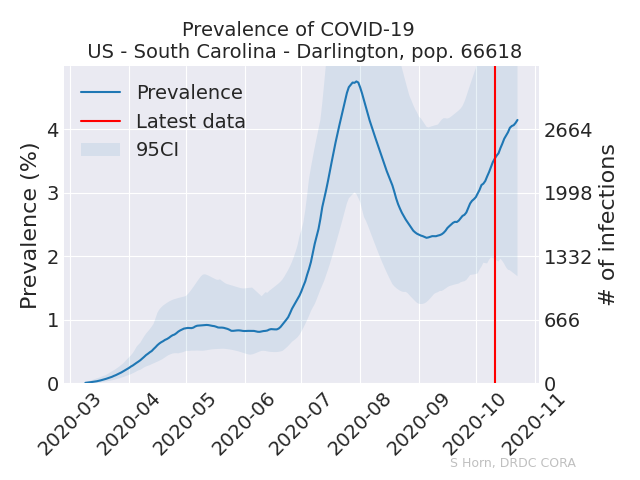 Prevalence of COVID-19
US - South Carolina - Darlington, pop. 66618
Prevalence
Latest data
95CI
Prevalence (%)
4
3
2
1
0
2664
1998
1332
666
0
# of infections
2020-03
2020-04
2020-05
2020-06
2020-07
2020-08
2020-09
2020-10
2020-11
S Horn, DRDC CORA